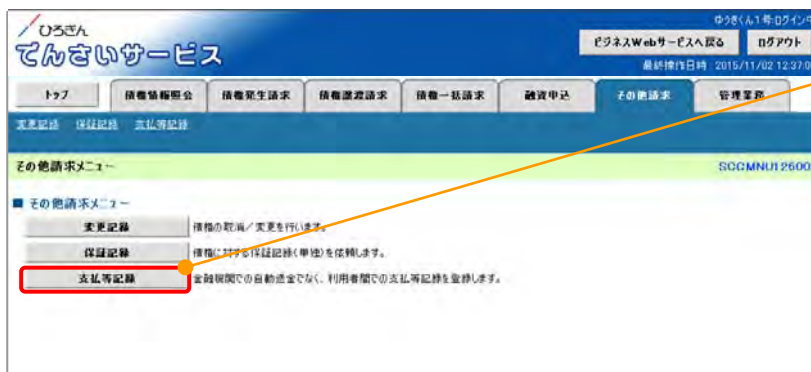 ひろぎん
でんさいサービス
ゆうきくん1号:ログイン中
ビジネスWebサービスへ戻る ログアウト
最終操作日時 2015/11/02 12:37:0
トップ 債権情報照会 債権発生請求 債権譲渡請求 債権一括請求 融資申込 その他請求 管理業務
変更記録 保証記録 支払等記録
その他請求メニュー SCCMNU12600
■ その他請求メニュー
変更記録 債権の取消/変更を行います。
保証記録 債権に対する保証記録(単独)を依頼します。
支払等記録 金融機関での自動送金でなく、利用者間での支払等記録を登録します。